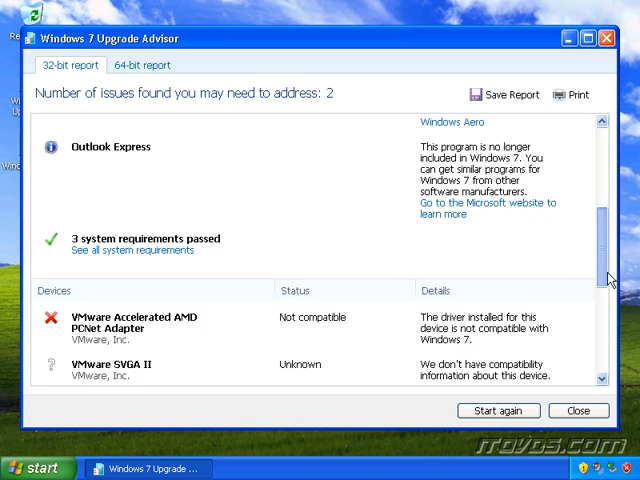 Windows 7 Upgrade Advisor
32-bit report
64-bit report
Number of issues found you may need to address: 2
Save Report
Print
Windows Aero
Outlook Express
This program is no longer
included in Windows 7. You
can get similar programs for
Windows 7 from other
software manufacturers.
Go to the Microsoft website to
learn more
3 system requirements passed
See all system requirements
Devices
Status
Details
VMware Accelerated AMD
PCNet Adapter
VMware, Inc.
Not compatible
The driver installed for this
device is not compatible with
Windows 7.
VMware SVGA II
VMware, Inc.
Unknown
We don't have compatibility
information about this device.
Start again
Close
itsyos.com
start
Windows 7 Upgrade ...